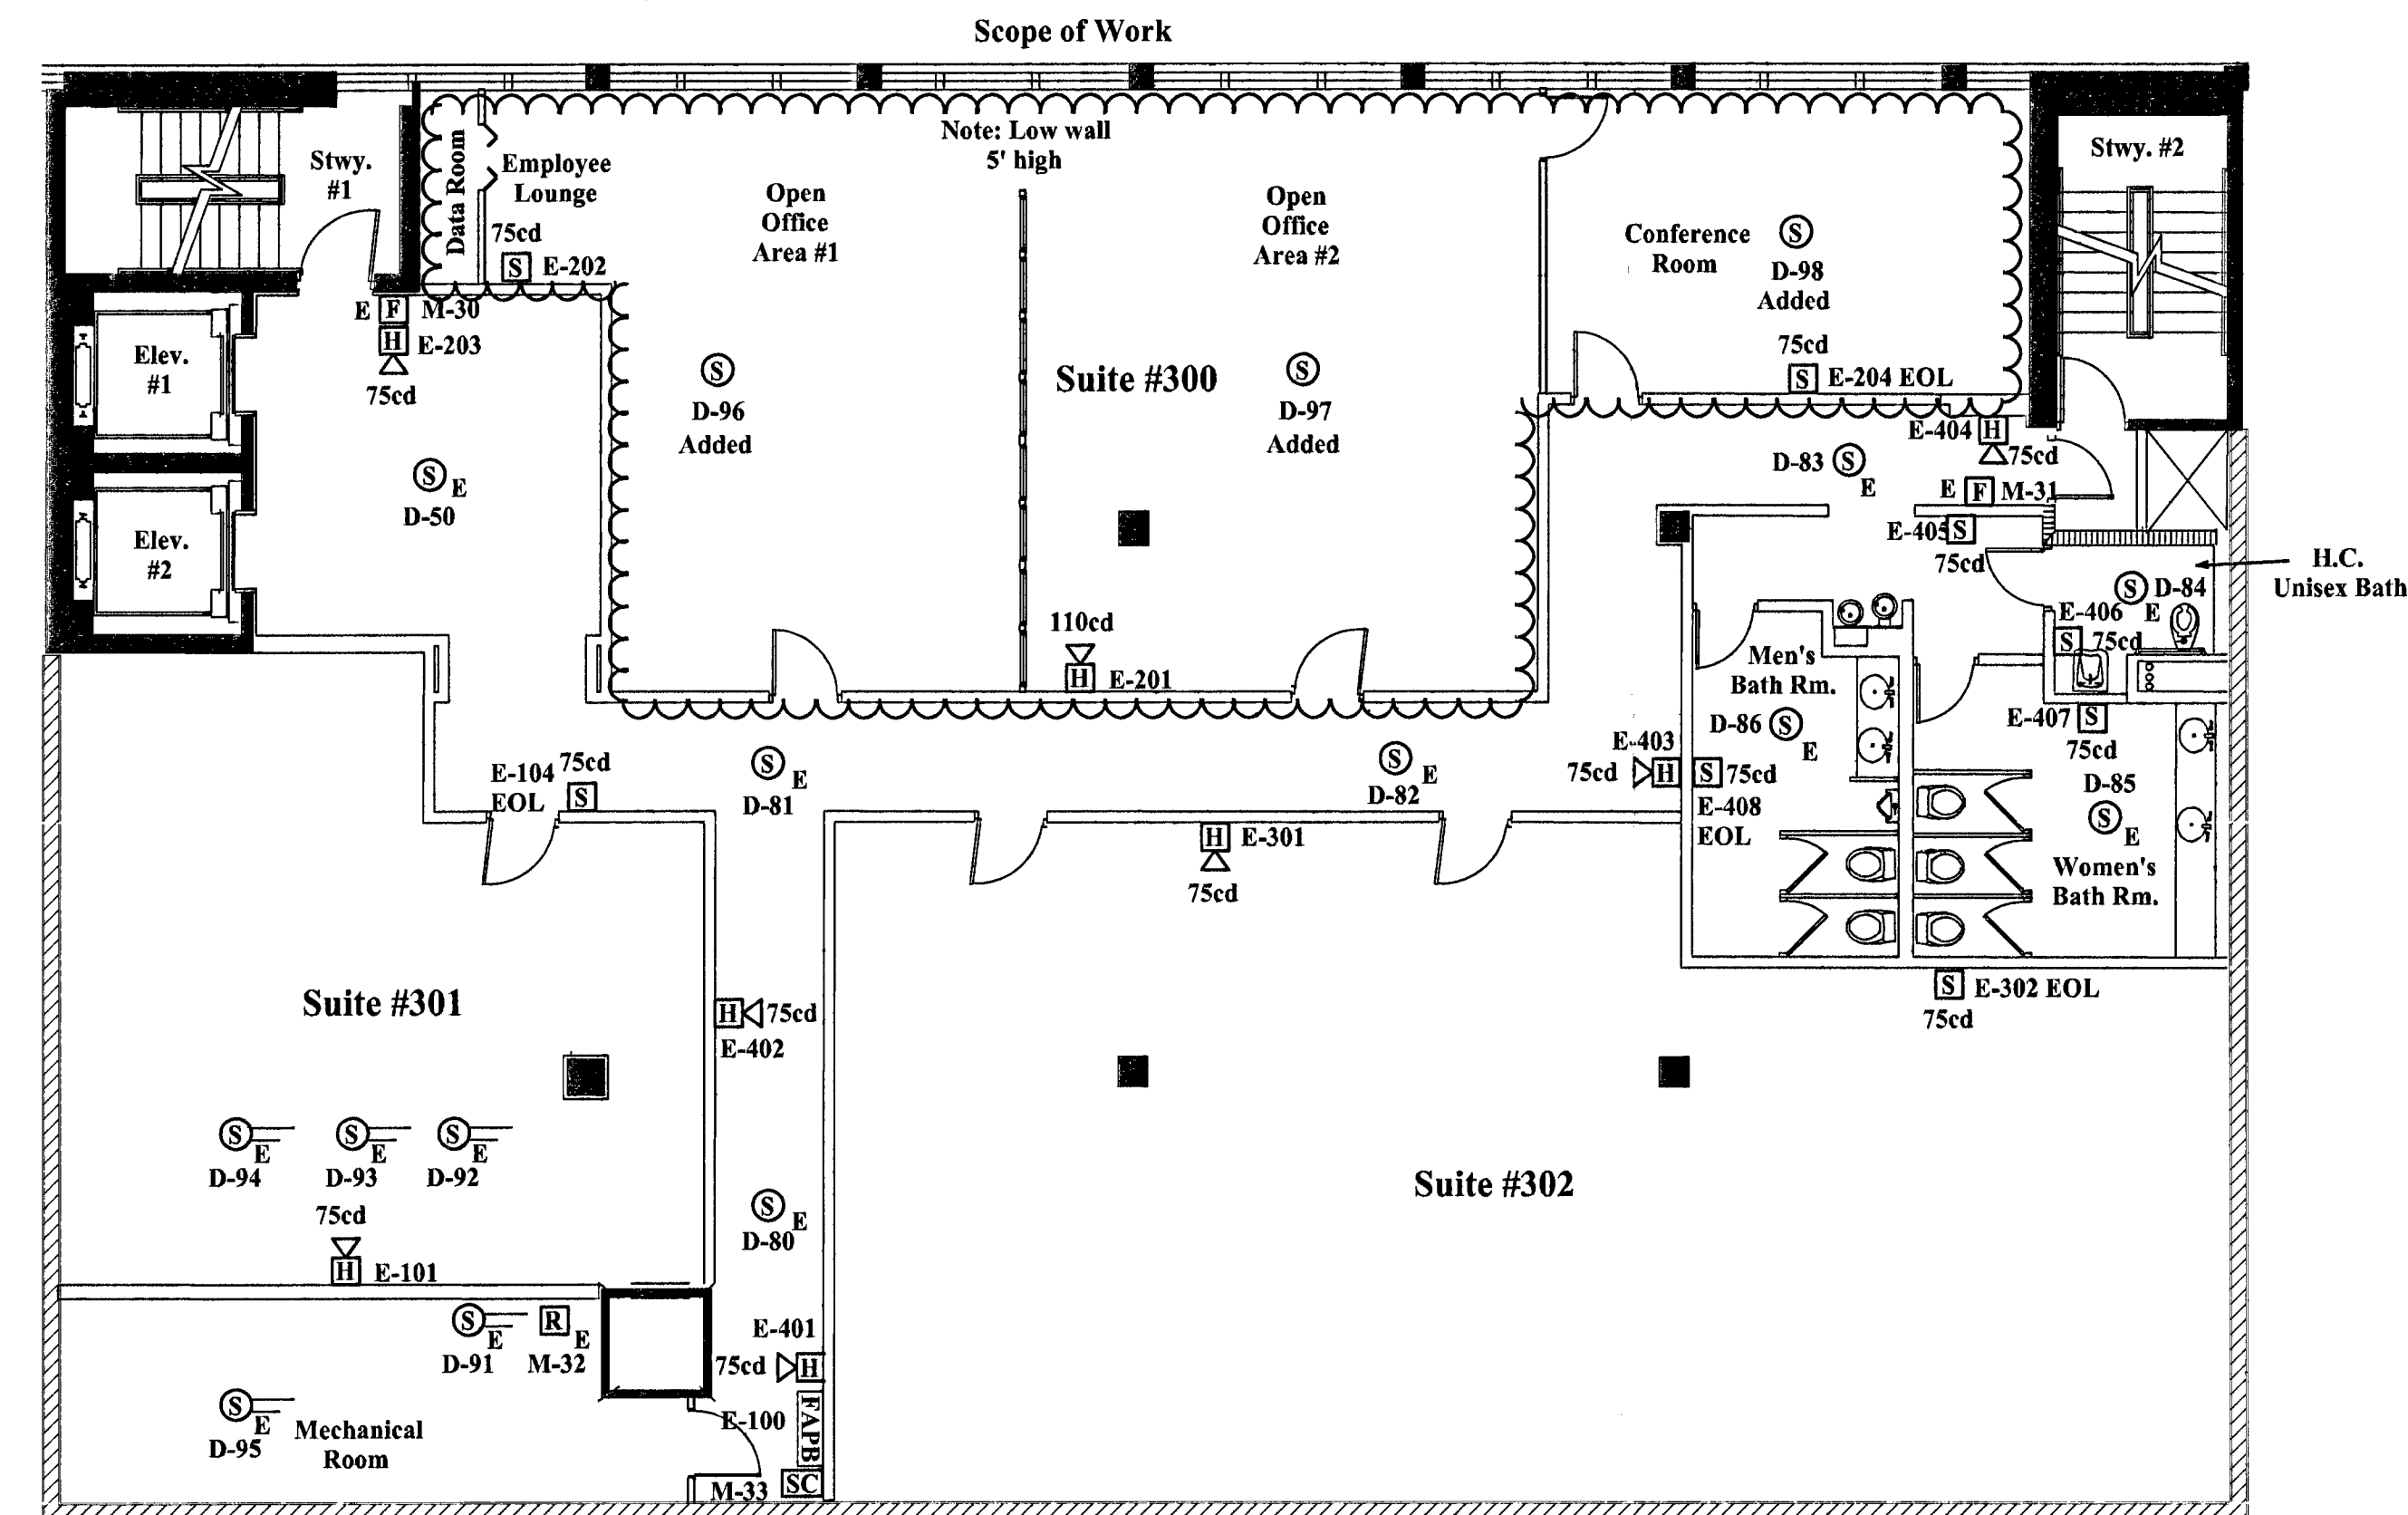 Scope of Work
Note: Low wall
5' high
Stwy.
#1
Data Room
Employee
Lounge
75cd
S E-202
Open
Office
Area #1
Open
Office
Area #2
Conference
Room
S
D-98
Added
Stwy. #2
E F M-30
H E-203
75cd
Elev.
#1
S
D-96
Added
Suite #300
S
D-97
Added
75cd
S E-204 EOL
E-404 H
75cd
D-83 S
E
E F M-31
E-405 S
75cd
S E
D-50
Elev.
#2
H.C.
Unisex Bath
S D-84
E
E-406
S 75cd
110cd
H E-201
Men's
Bath Rm.
D-86 S
E
E-407 S
75cd
E-104 75cd
EOL S
S E
D-81
S E
D-82
E-403
75cd H
S 75cd
E-408
EOL
D-85
S E
Women's
Bath Rm.
H E-301
75cd
S E-302 EOL
75cd
Suite #301
H 75cd
E-402
S E
D-94
S E
D-93
S E
D-92
Suite #302
75cd
H E-101
S E
D-80
S E
D-91
R E
M-32
E-401
75cd H
S E
D-95
Mechanical
Room
E-100
FAPB
M-33 SC